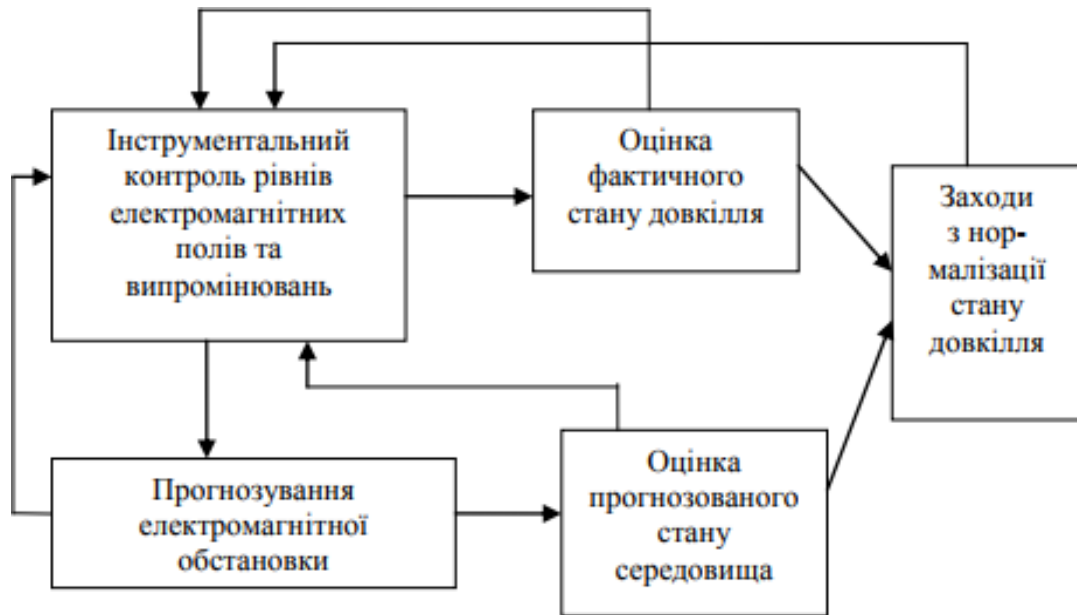 Інструментальний
контроль рівнів
електромагнітних
полів та
випромінювань
Оцінка
фактичного
стану довкілля
Заходи
з нор-
малізації
стану
довкілля
Прогнозування
електромагнітної
обстановки
Оцінка
прогнозованого
стану
середовища